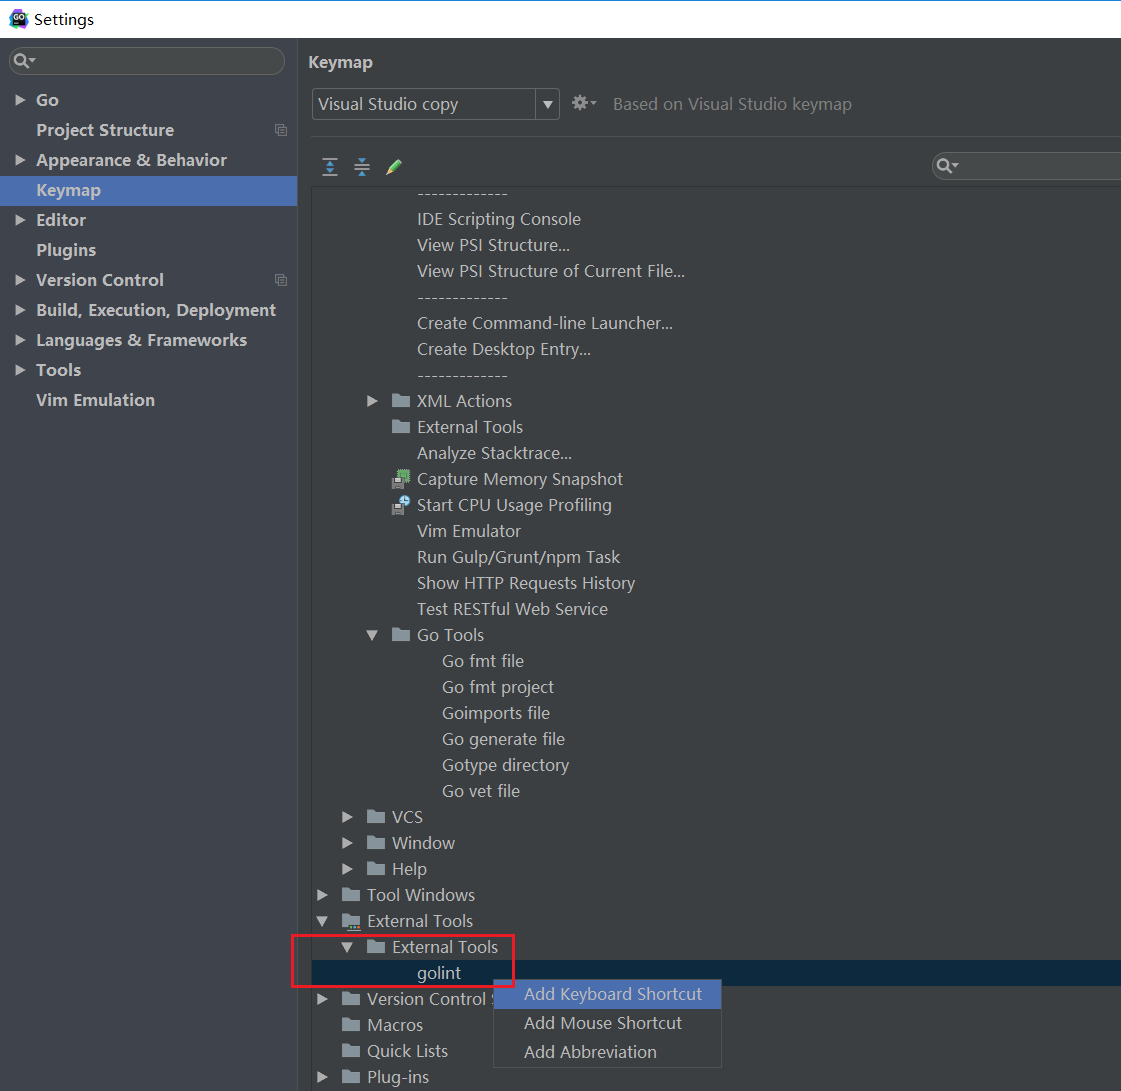 Settings
Go
Project Structure
Appearance & Behavior
Keymap
Editor
Plugins
Version Control
Build, Execution, Deployment
Languages & Frameworks
Tools
Vim Emulation
Keymap
Visual Studio copy
Based on Visual Studio keymap
-------------
IDE Scripting Console
View PSI Structure...
View PSI Structure of Current File...
-------------
Create Command-line Launcher...
Create Desktop Entry...
-------------
XML Actions
External Tools
Analyze Stacktrace...
Capture Memory Snapshot
Start CPU Usage Profiling
Vim Emulator
Run Gulp/Grunt/npm Task
Show HTTP Requests History
Test RESTful Web Service
Go Tools
Go fmt file
Go fmt project
Goimports file
Go generate file
Gotype directory
Go vet file
VCS
Window
Help
Tool Windows
External Tools
External Tools
golint
Version Control
Macros
Quick Lists
Plug-ins
Add Keyboard Shortcut
Add Mouse Shortcut
Add Abbreviation